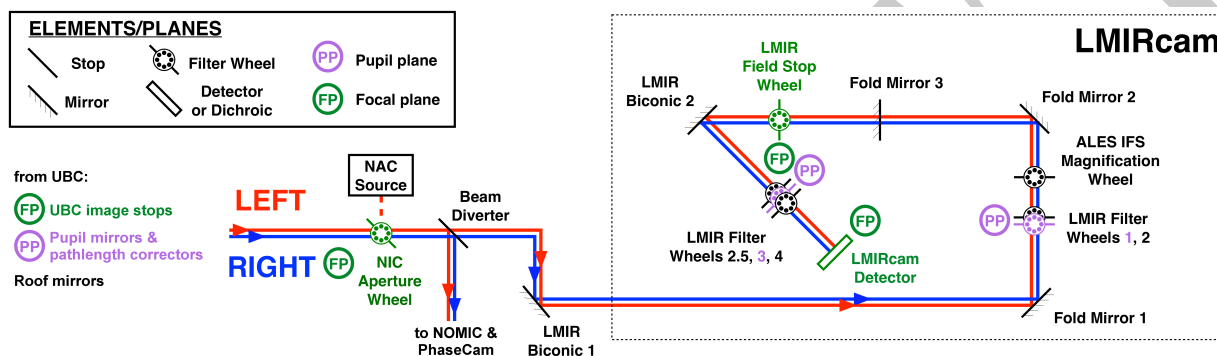 ELEMENTS/PLANES
Stop
Filter Wheel
PP Pupil plane
Mirror
Detector
or Dichroic
FP Focal plane
LMIRcam
LMIR
Field Stop
Wheel
LMIR
Biconic 2
Fold Mirror 3
Fold Mirror 2
FP
PP
ALES IFS
Magnification
Wheel
from UBC:
FP UBC image stops
PP Pupil mirrors &
pathlength correctors
Roof mirrors
NAC
Source
LEFT
RIGHT
FP
NIC
Aperture
Wheel
Beam
Diverter
LMIR Filter
Wheels 2.5, 3, 4
FP
LMIRcam
Detector
PP
LMIR Filter
Wheels 1, 2
to NOMIC &
PhaseCam
LMIR
Biconic 1
Fold Mirror 1